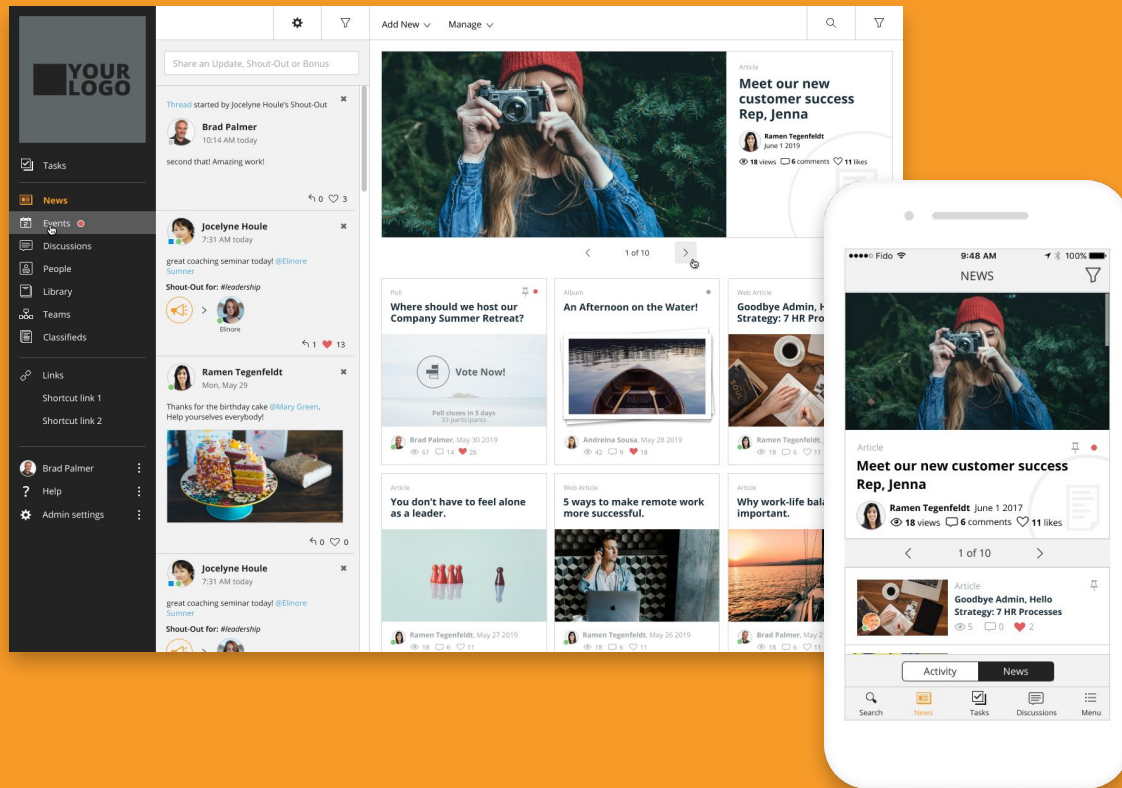 YOUR
LOGO
Tasks
News
Events
Discussions
People
Library
Teams
Classifieds
Links
Shortcut link 1
Shortcut link 2
Brad Palmer
Help
Admin settings
Share an Update, Shout-Out or Bonus
Thread started by Jocelyne Houle's Shout-Out
Brad Palmer
10:14 AM today
second that! Amazing work!
0 3
Jocelyne Houle
7:31 AM today
great coaching seminar today! @Elinore
Sumner
Shout-Out for: #leadership
Elinore
1 13
Ramen Tegenfeldt
Mon, May 29
Thanks for the birthday cake @Mary Green.
Help yourselves everybody!
0 0
Jocelyne Houle
7:31 AM today
great coaching seminar today! @Elinore
Sumner
Shout-Out for: #leadership
Add New Manage
Article
Meet our new
customer success
Rep, Jenna
Ramen Tegenfeldt
June 1 2019
18 views 6 comments 11 likes
1 of 10
Poll
Where should we host our
Company Summer Retreat?
Vote Now!
Poll closes in 5 days
33 participants
Brad Palmer, May 30 2019
61 14 26
Album
An Afternoon on the Water!
Andreina Sousa, May 28 2019
42 9 18
Web Article
Goodbye Admin, H
Strategy: 7 HR Pro
SOUL
Ramen Tegenfeldt,
18 6 11
Article
You don't have to feel alone
as a leader.
Ramen Tegenfeldt, May 27 2019
18 6 11
Web Article
5 ways to make remote work
more successful.
Ramen Tegenfeldt, May 26 2019
18 6 11
Article
Why work-life bala
important.
Brad Palmer, May 2
18 6 11
Fido 9:48 AM 100%
NEWS
Article
Meet our new customer success
Rep, Jenna
Ramen Tegenfeldt June 1 2017
18 views 6 comments 11 likes
1 of 10
Article
Goodbye Admin, Hello
Strategy: 7 HR Processes
5 0 2
Activity News
Search News Tasks Discussions Menu